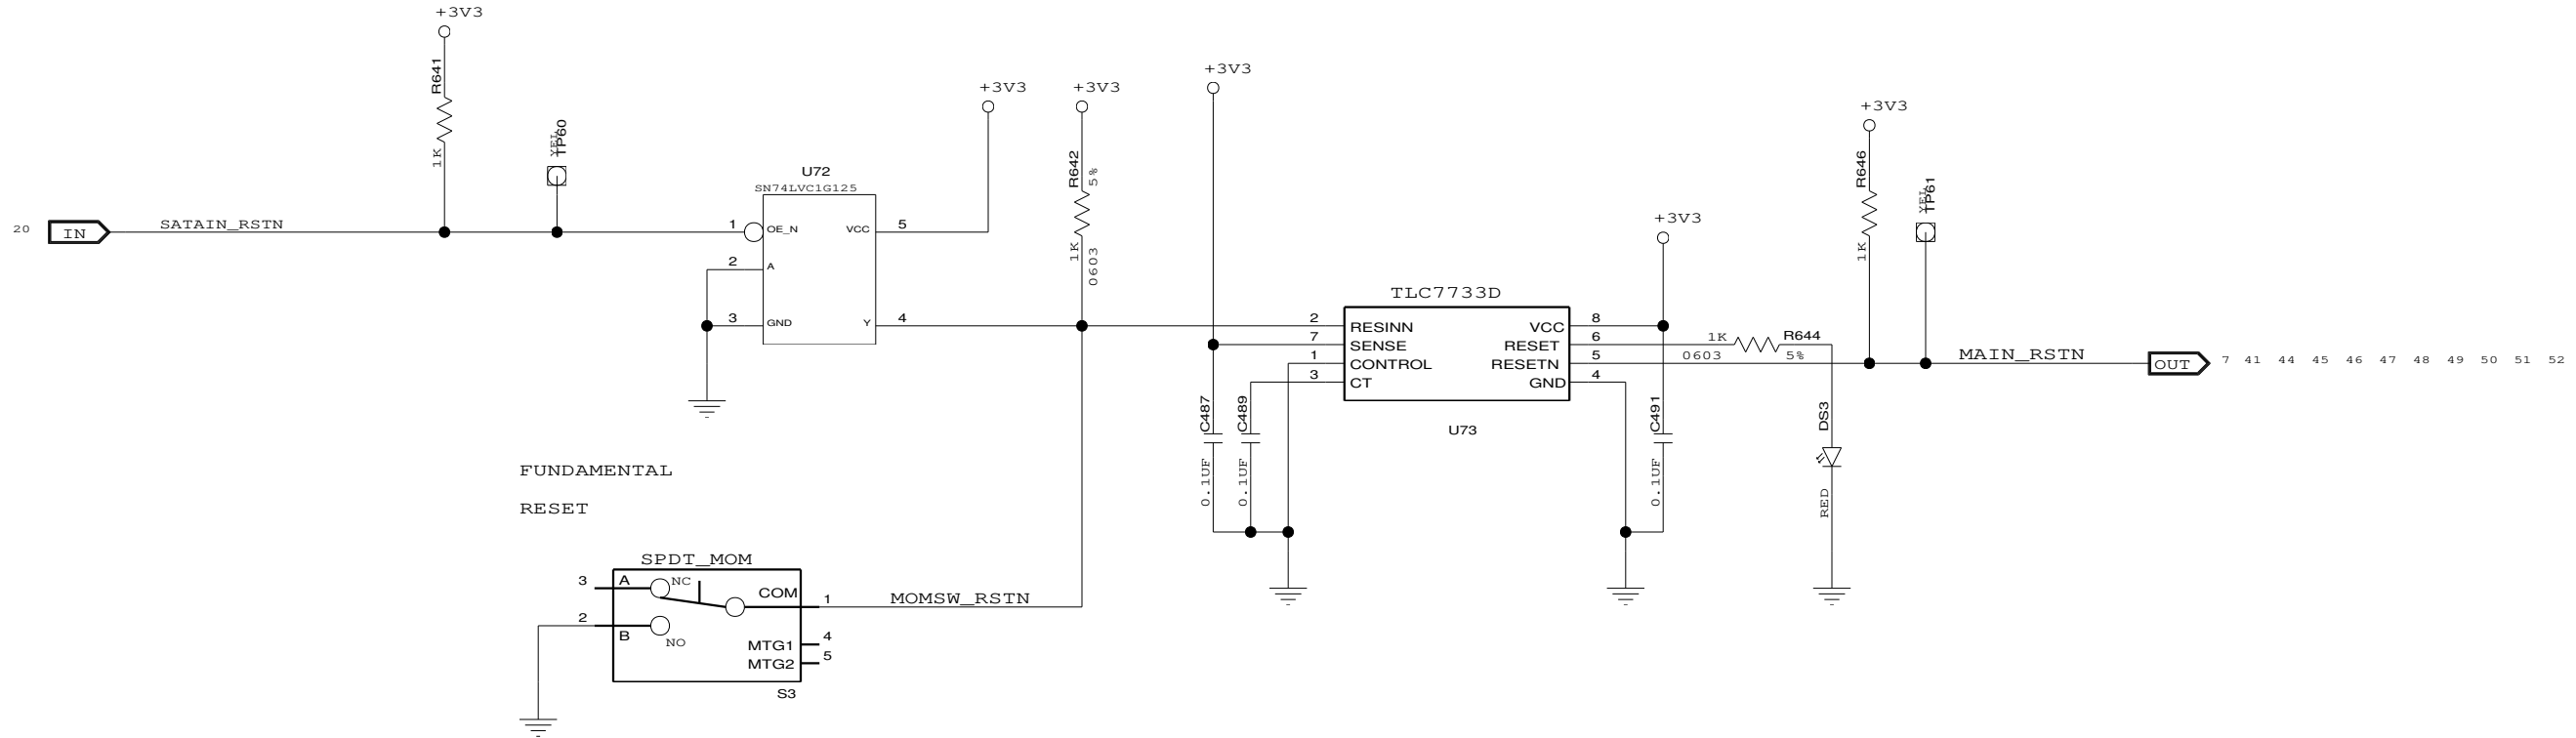 +3V3
R641
1K
YEL
TP60
20
IN
SATAIN_RSTN
U72
SN74LVC1G125
1
OE_N
VCC
5
2
A
3
GND
Y
4
+3V3
+3V3
R642
5%
1K
0603
+3V3
TLC7733D
2
RESINN
7
SENSE
1
CONTROL
3
CT
VCC
8
RESET
6
RESETN
5
GND
4
U73
C487
0.1UF
C489
0.1UF
+3V3
C491
0.1UF
1K
R644
0603
5%
DS3
RED
+3V3
R646
1K
YEL
TP61
MAIN_RSTN
OUT
7 41 44 45 46 47 48 49 50 51 52
FUNDAMENTAL
RESET
SPDT_MOM
3
A
NC
COM
1
MOMSW_RSTN
2
B
NO
MTG1
4
MTG2
5
S3